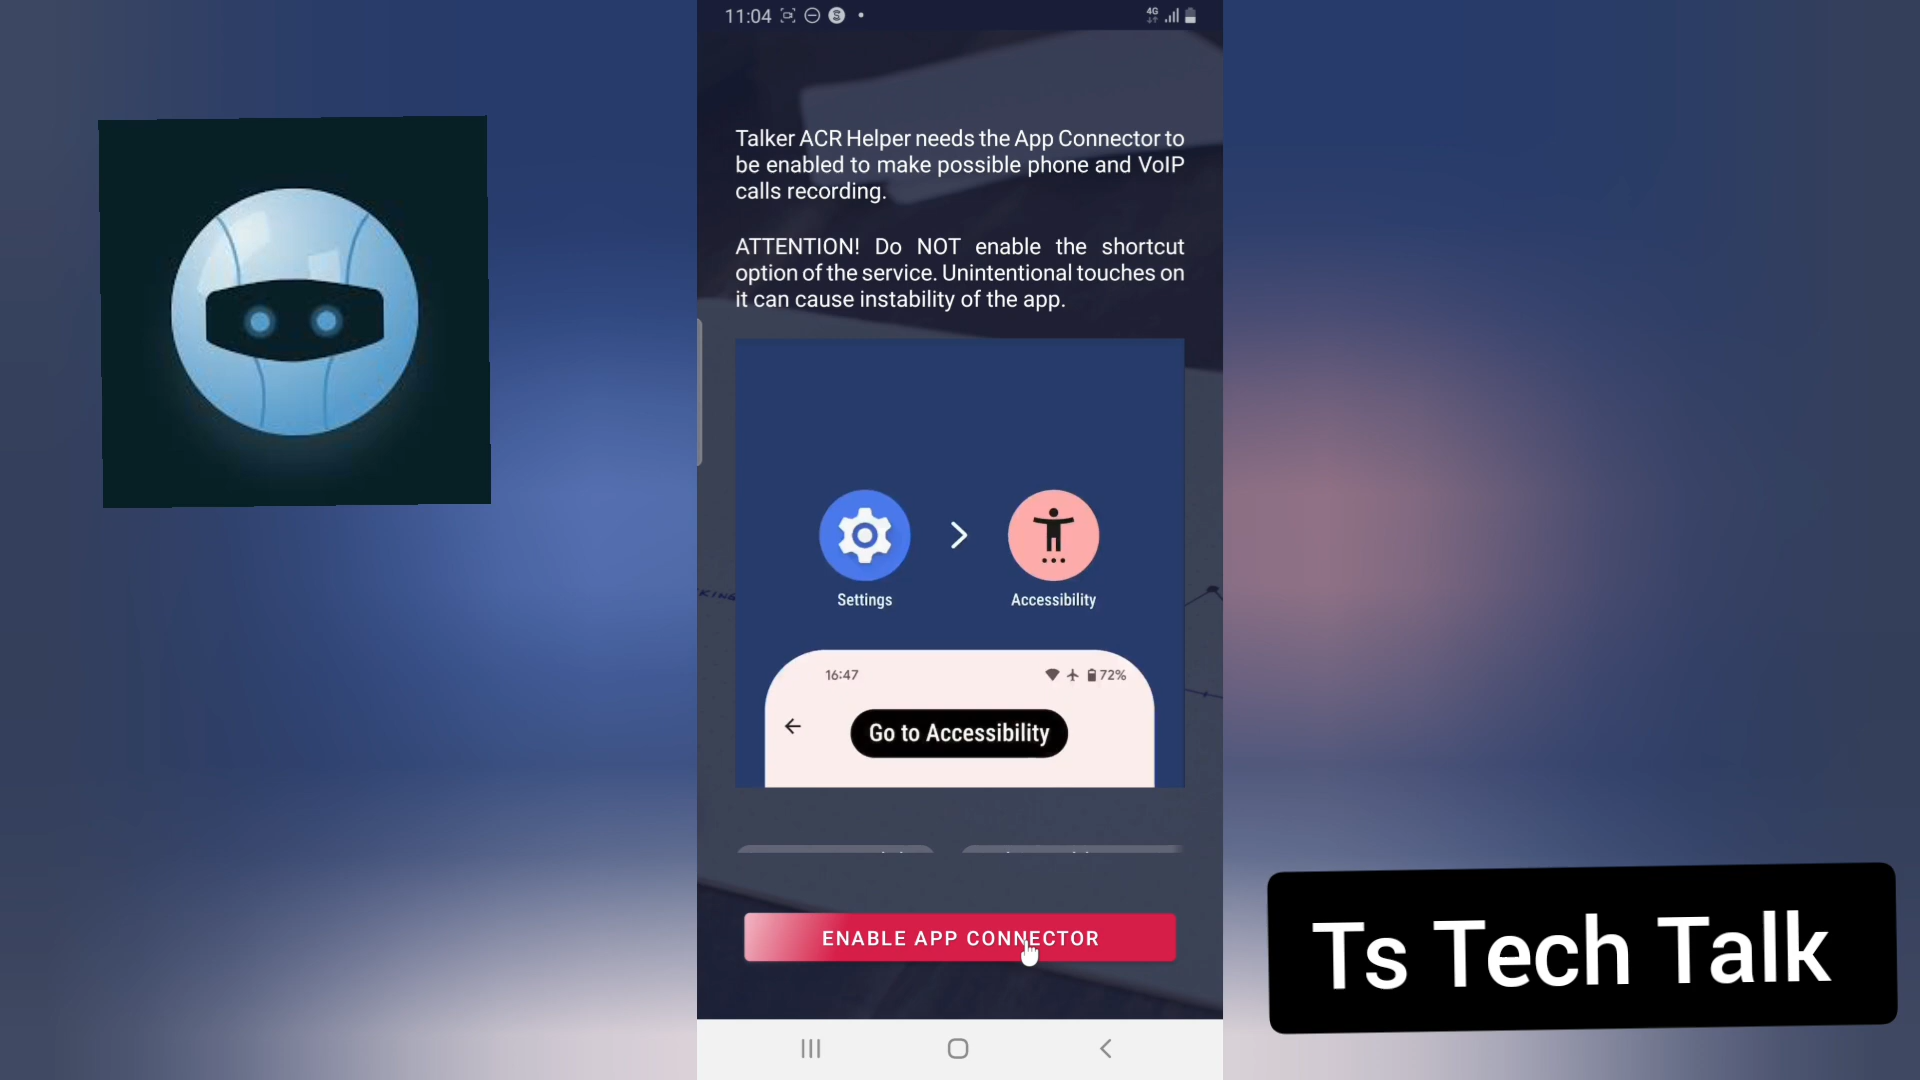 11:04
4G
Talker ACR Helper needs the App Connector to
be enabled to make possible phone and VoIP
calls recording.
ATTENTION! Do NOT enable the shortcut
option of the service. Unintentional touches on
it can cause instability of the app.
Settings
Accessibility
16:47
72%
Go to Accessibility
ENABLE APP CONNECTOR
Ts Tech Talk